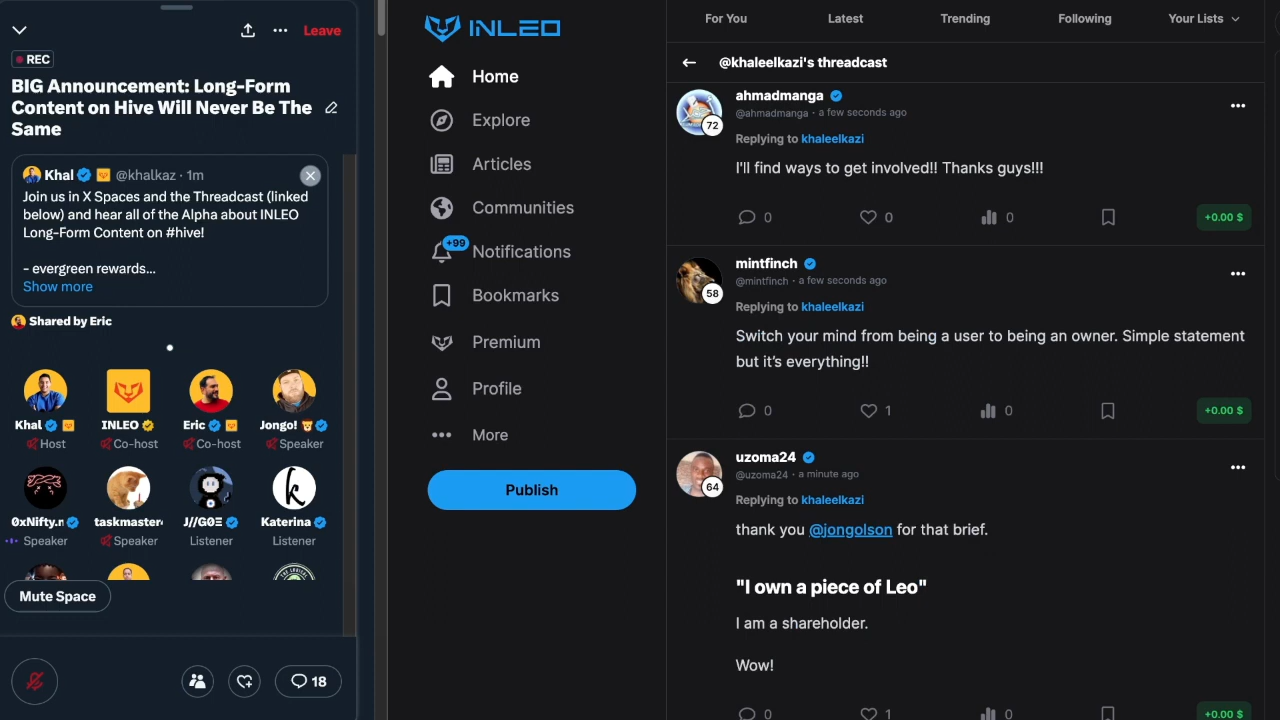 Leave
REC
BIG Announcement: Long-Form
Content on Hive Will Never Be The
Same
Khal @khalkaz · 1m
Join us in X Spaces and the Threadcast (linked
below) and hear all of the Alpha about INLEO
Long-Form Content on #hive!
- evergreen rewards...
Show more
Shared by Eric
Khal
Host
INLEO
Co-host
Eric
Co-host
Jongo!
Speaker
0xNifty.n
Speaker
taskmaster
Speaker
J//GØΞ
Listener
Katerina
Listener
Mute Space
18
INLEO
Home
Explore
Articles
Communities
+99
Notifications
Bookmarks
Premium
Profile
More
Publish
For You
Latest
Trending
Following
Your Lists
@khaleelkazi's threadcast
72
ahmadmanga
@ahmadmanga · a few seconds ago
Replying to khaleelkazi
I'll find ways to get involved!! Thanks guys!!!
0
0
0
+0.00 $
58
mintfinch
@mintfinch · a few seconds ago
Replying to khaleelkazi
Switch your mind from being a user to being an owner. Simple statement
but it's everything!!
0
1
0
+0.00 $
64
uzoma24
@uzoma24 · a minute ago
Replying to khaleelkazi
thank you @jongolson for that brief.
"I own a piece of Leo"
I am a shareholder.
Wow!
0
1
0
+0.00 $